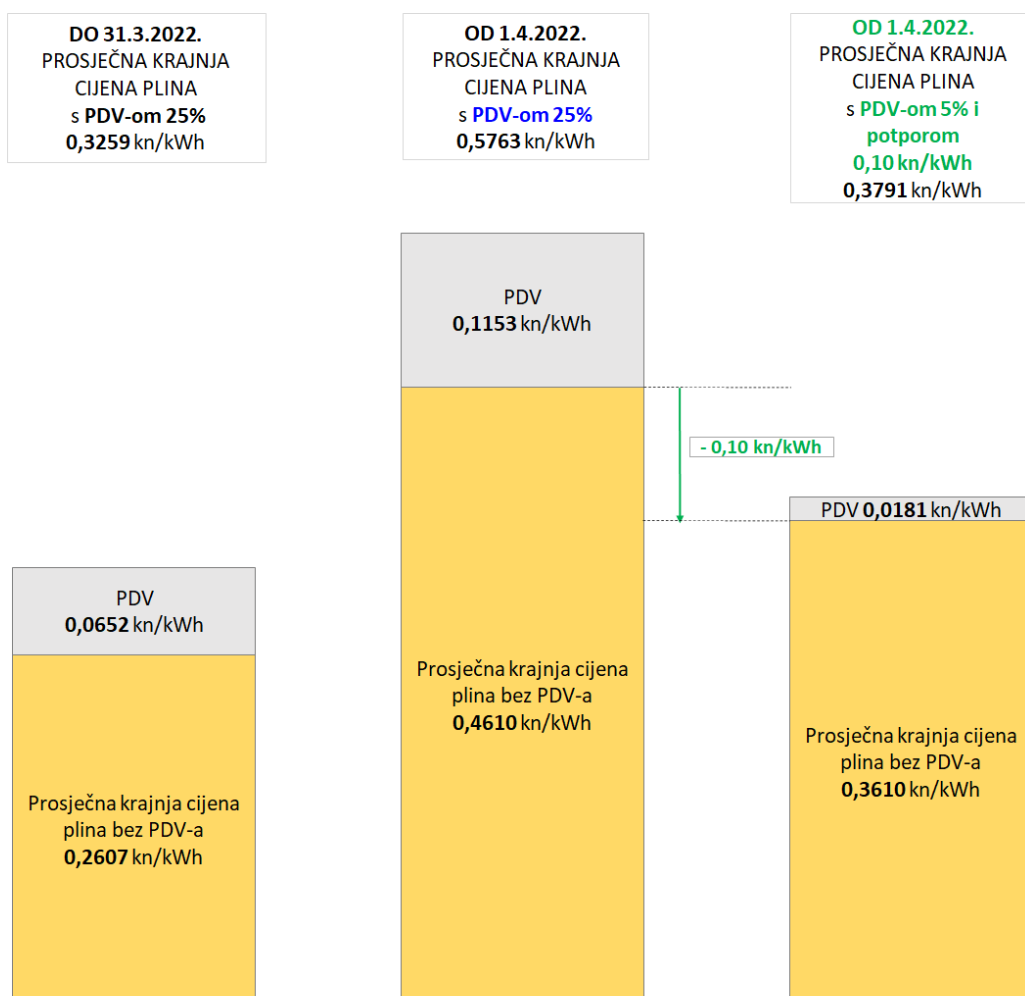 DO 31.3.2022.
PROSJEČNA KRAJNJA
CIJENA PLINA
s PDV-om 25%
0,3259 kn/kWh
OD 1.4.2022.
PROSJEČNA KRAJNJA
CIJENA PLINA
s PDV-om 25%
0,5763 kn/kWh
OD 1.4.2022.
PROSJEČNA KRAJNJA
CIJENA PLINA
s PDV-om 5% i
potporom
0,10 kn/kWh
0,3791 kn/kWh
PDV
0,0652 kn/kWh
Prosječna krajnja cijena
plina bez PDV-a
0,2607 kn/kWh
PDV
0,1153 kn/kWh
Prosječna krajnja cijena
plina bez PDV-a
0,4610 kn/kWh
- 0,10 kn/kWh
PDV 0,0181 kn/kWh
Prosječna krajnja cijena
plina bez PDV-a
0,3610 kn/kWh